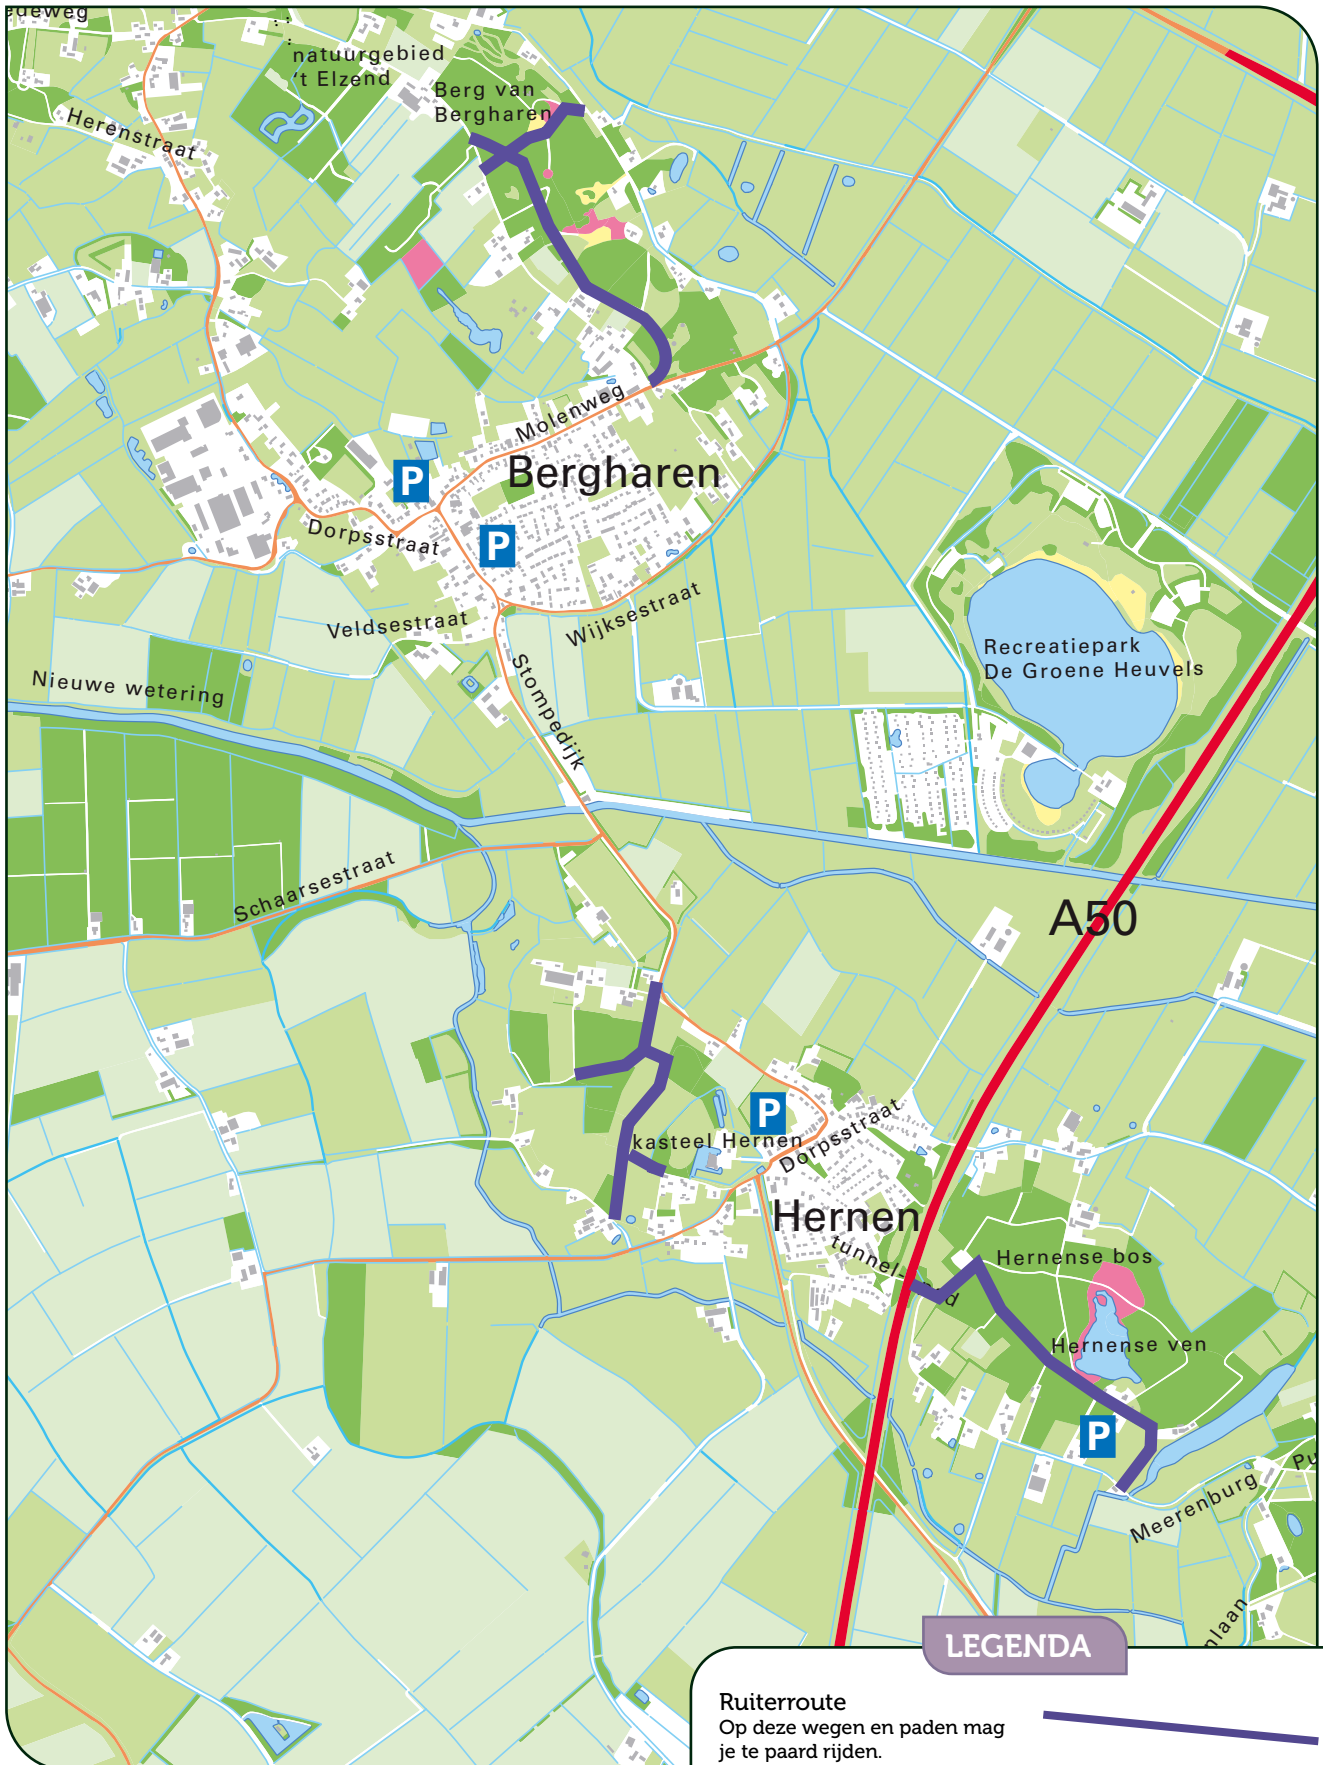 natuurgebied
't Elzend
Berg van
Bergharen
Herenstraat
Molenweg
Bergharen
P
Dorpsstraat
P
Veldsestraat
Wijksestraat
Stompedijk
Nieuwe wetering
Recreatiepark
De Groene Heuvels
Schaarsestraat
A50
P
kasteel Hernen
Dorpsstraat
Hernen
tunnel-
Hernense bos
Hernense ven
P
Meerenburg
LEGENDA
Ruiterroute
Op deze wegen en paden mag
je te paard rijden.